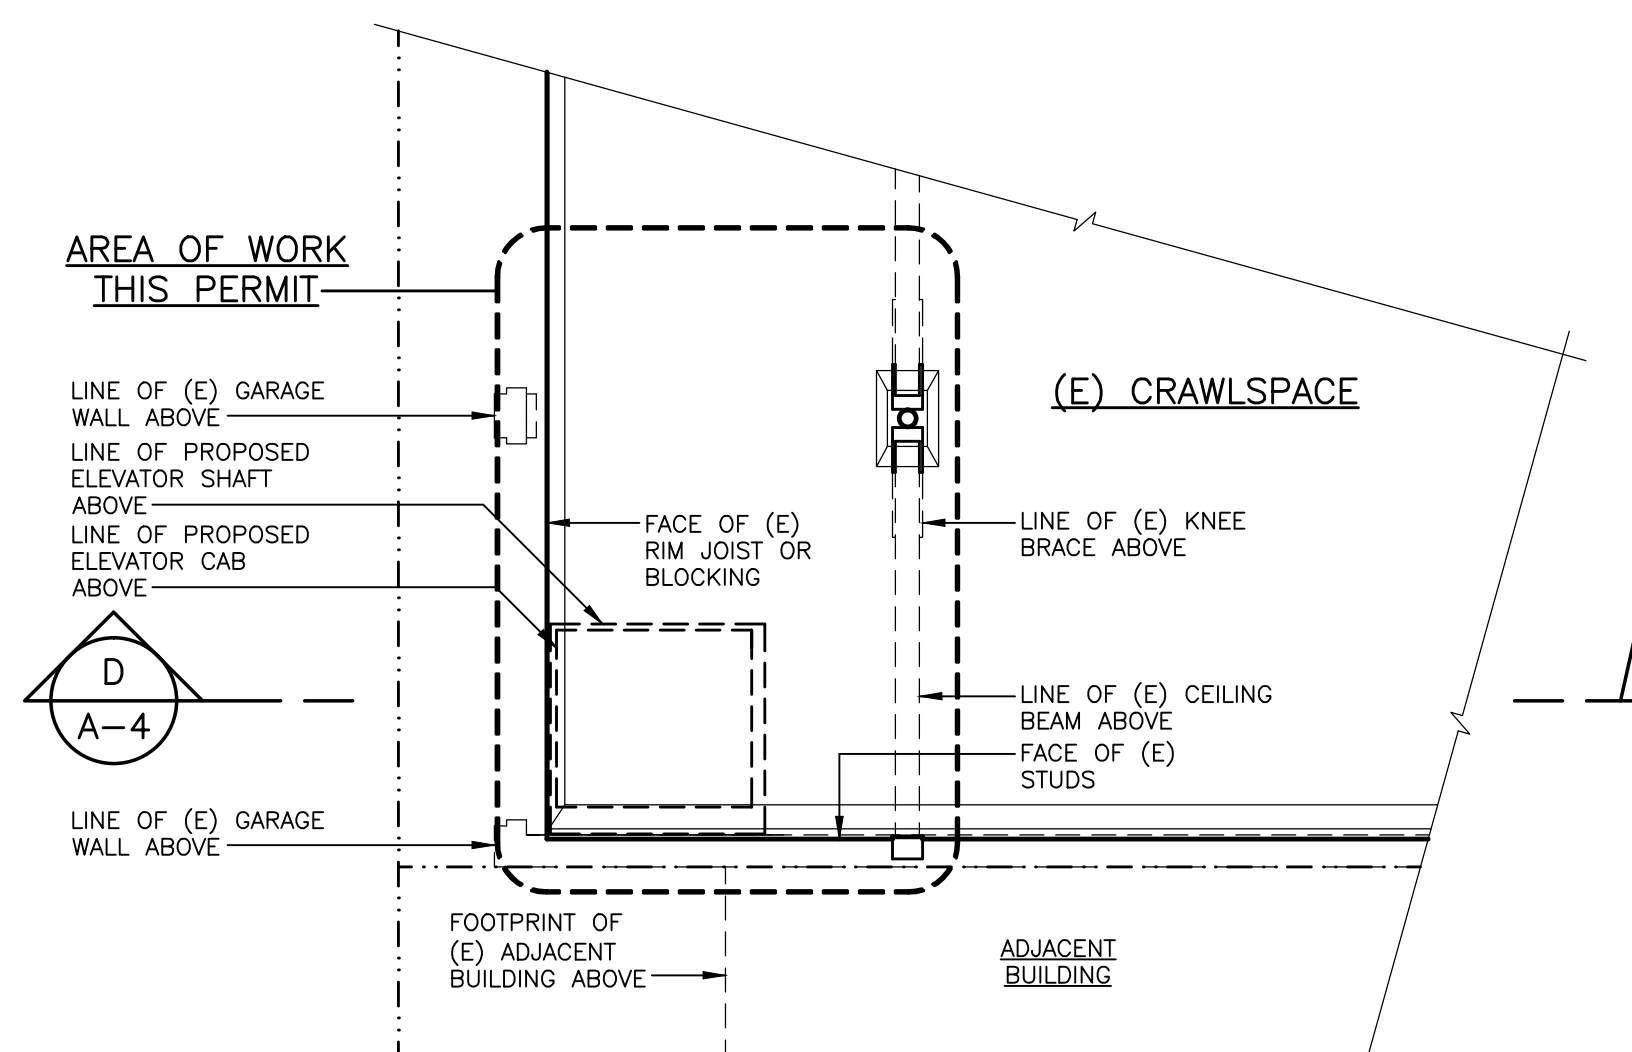 AREA OF WORK
THIS PERMIT
LINE OF (E) GARAGE
WALL ABOVE
LINE OF PROPOSED
ELEVATOR SHAFT
ABOVE
LINE OF PROPOSED
ELEVATOR CAB
ABOVE
D
A-4
LINE OF (E) GARAGE
WALL ABOVE
FACE OF (E)
RIM JOIST OR
BLOCKING
(E) CRAWLSPACE
LINE OF (E) KNEE
BRACE ABOVE
LINE OF (E) CEILING
BEAM ABOVE
FACE OF (E)
STUDS
FOOTPRINT OF
(E) ADJACENT
BUILDING ABOVE
ADJACENT
BUILDING